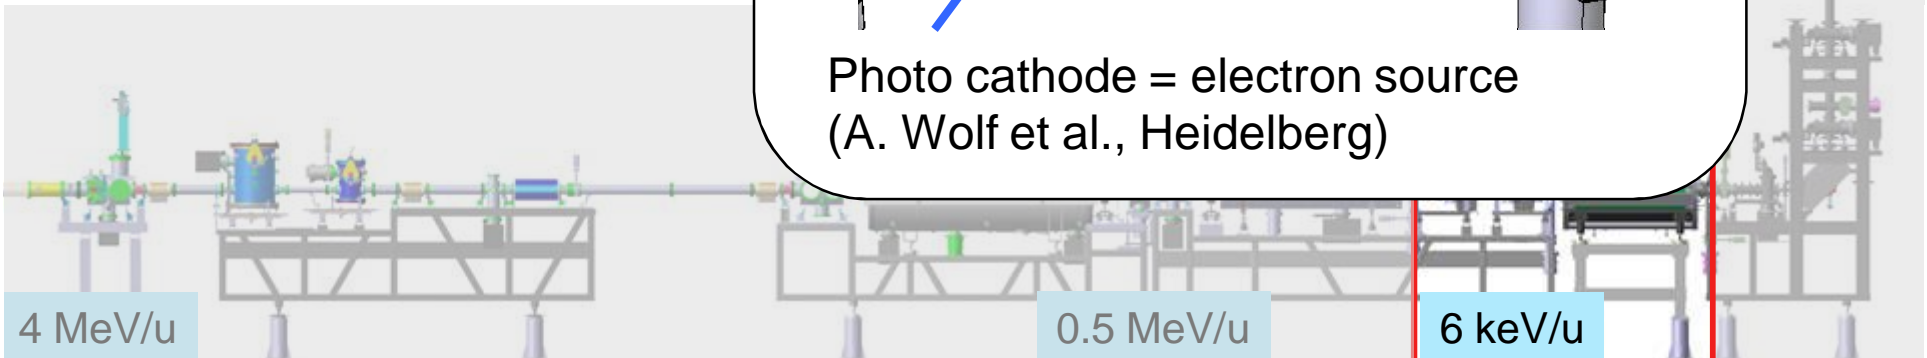 Photo cathode = electron source
(A. Wolf et al., Heidelberg)
4 MeV/u
0.5 MeV/u
6 keV/u